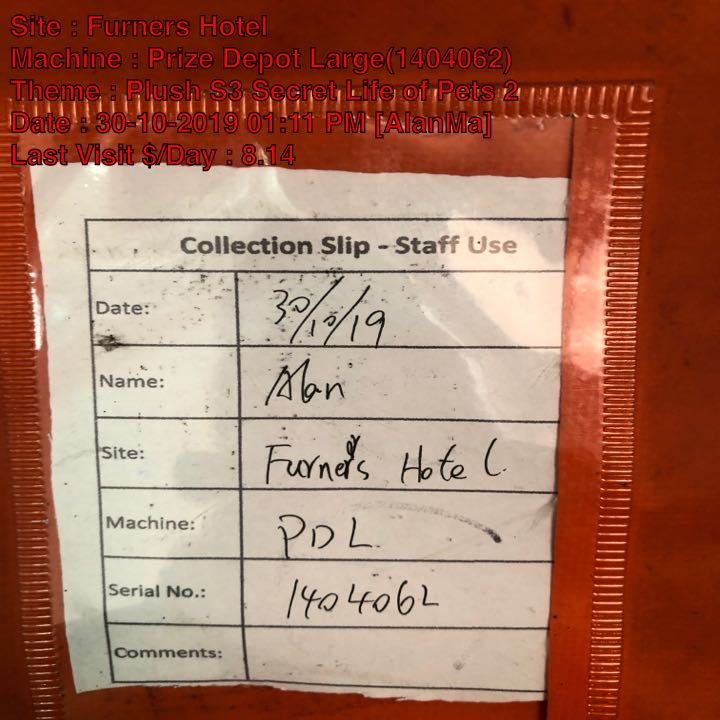 Site : Furners Hotel
Machine : Prize Depot Large(1404062)
Theme : Plush S3 Secret Life of Pets 2
Date : 30-10-2019 01:11 PM [AlanMa]
Last Visit $/Day : 8.14
Collection Slip - Staff Use
Date: 30/10/19
Name: Alan
Site: Furners Hotel
Machine: PDL
Serial No.: 1404062
Comments: